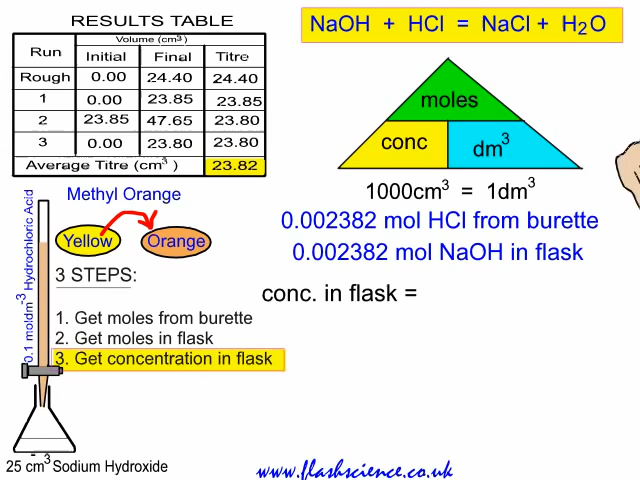 RESULTS TABLE
Volume (cm³)
Run Initial Final Titre
Rough 0.00 24.40 24.40
1 0.00 23.85 23.85
2 23.85 47.65 23.80
3 0.00 23.80 23.80
Average Titre (cm³) 23.82
Methyl Orange
Yellow Orange
3 STEPS:
1. Get moles from burette
2. Get moles in flask
3. Get concentration in flask
0.1 moldm⁻³ Hydrochloric Acid
25 cm³ Sodium Hydroxide
NaOH + HCl = NaCl + H₂O
moles
conc dm³
1000cm³ = 1dm³
0.002382 mol HCl from burette
0.002382 mol NaOH in flask
conc. in flask =
www.flashscience.co.uk